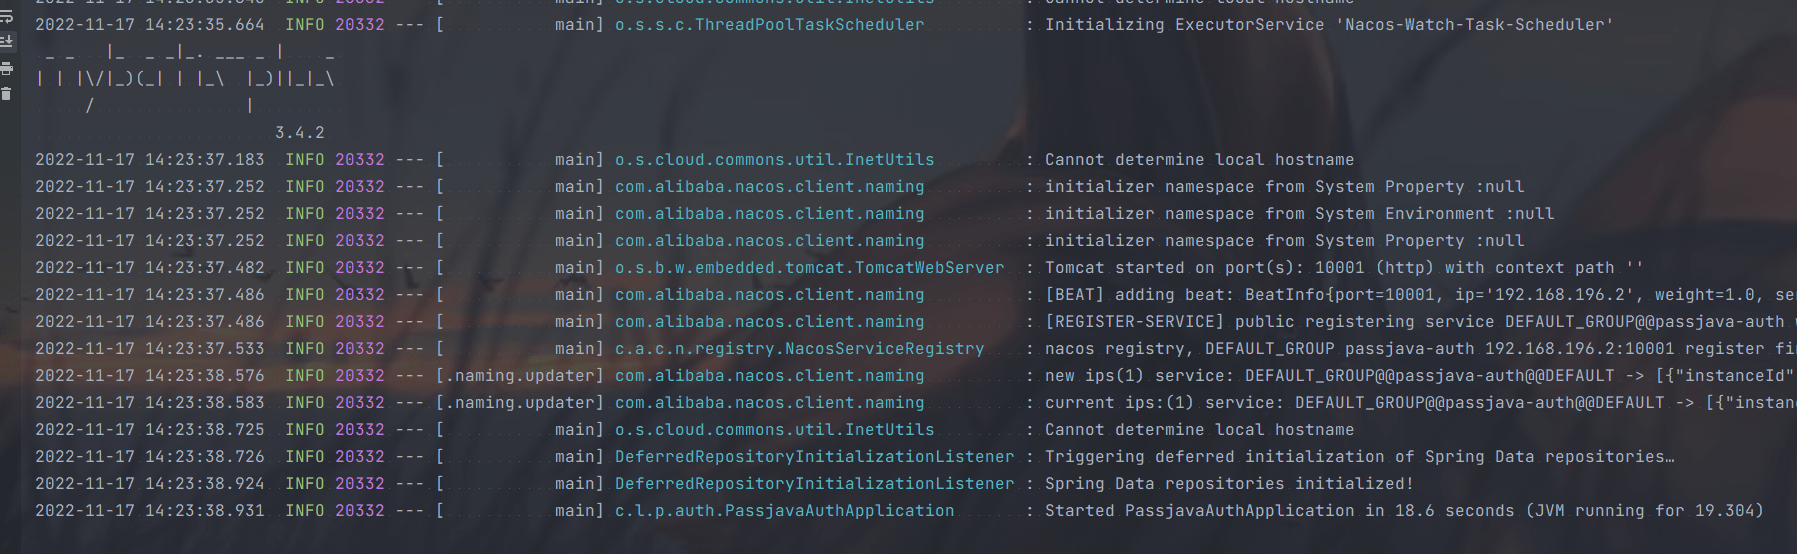 2022-11-17 14:23:35.664  INFO 20332 --- [           main] o.s.s.c.ThreadPoolTaskScheduler          : Initializing ExecutorService 'Nacos-Watch-Task-Scheduler'
 _ _   |_  _ _|_. ___ _ |    _
| | |\/|_)(_| | |_\  |_)||_|_\
     /               |
                        3.4.2
2022-11-17 14:23:37.183  INFO 20332 --- [           main] o.s.cloud.commons.util.InetUtils         : Cannot determine local hostname
2022-11-17 14:23:37.252  INFO 20332 --- [           main] com.alibaba.nacos.client.naming          : initializer namespace from System Property :null
2022-11-17 14:23:37.252  INFO 20332 --- [           main] com.alibaba.nacos.client.naming          : initializer namespace from System Environment :null
2022-11-17 14:23:37.252  INFO 20332 --- [           main] com.alibaba.nacos.client.naming          : initializer namespace from System Property :null
2022-11-17 14:23:37.482  INFO 20332 --- [           main] o.s.b.w.embedded.tomcat.TomcatWebServer  : Tomcat started on port(s): 10001 (http) with context path ''
2022-11-17 14:23:37.486  INFO 20332 --- [           main] com.alibaba.nacos.client.naming          : [BEAT] adding beat: BeatInfo{port=10001, ip='192.168.196.2', weight=1.0, se
2022-11-17 14:23:37.486  INFO 20332 --- [           main] com.alibaba.nacos.client.naming          : [REGISTER-SERVICE] public registering service DEFAULT_GROUP@@passjava-auth
2022-11-17 14:23:37.533  INFO 20332 --- [           main] c.a.c.n.registry.NacosServiceRegistry    : nacos registry, DEFAULT_GROUP passjava-auth 192.168.196.2:10001 register fi
2022-11-17 14:23:38.576  INFO 20332 --- [.naming.updater] com.alibaba.nacos.client.naming          : new ips(1) service: DEFAULT_GROUP@@passjava-auth@@DEFAULT -> [{"instanceId"
2022-11-17 14:23:38.583  INFO 20332 --- [.naming.updater] com.alibaba.nacos.client.naming          : current ips:(1) service: DEFAULT_GROUP@@passjava-auth@@DEFAULT -> [{"instan
2022-11-17 14:23:38.725  INFO 20332 --- [           main] o.s.cloud.commons.util.InetUtils         : Cannot determine local hostname
2022-11-17 14:23:38.726  INFO 20332 --- [           main] DeferredRepositoryInitializationListener : Triggering deferred initialization of Spring Data repositories…
2022-11-17 14:23:38.924  INFO 20332 --- [           main] DeferredRepositoryInitializationListener : Spring Data repositories initialized!
2022-11-17 14:23:38.931  INFO 20332 --- [           main] c.l.p.auth.PassjavaAuthApplication       : Started PassjavaAuthApplication in 18.6 seconds (JVM running for 19.304)